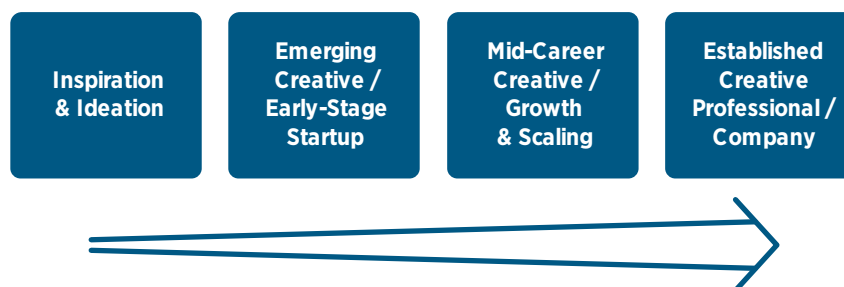 Inspiration
& Ideation
Emerging
Creative /
Early-Stage
Startup
Mid-Career
Creative /
Growth
& Scaling
Established
Creative
Professional /
Company